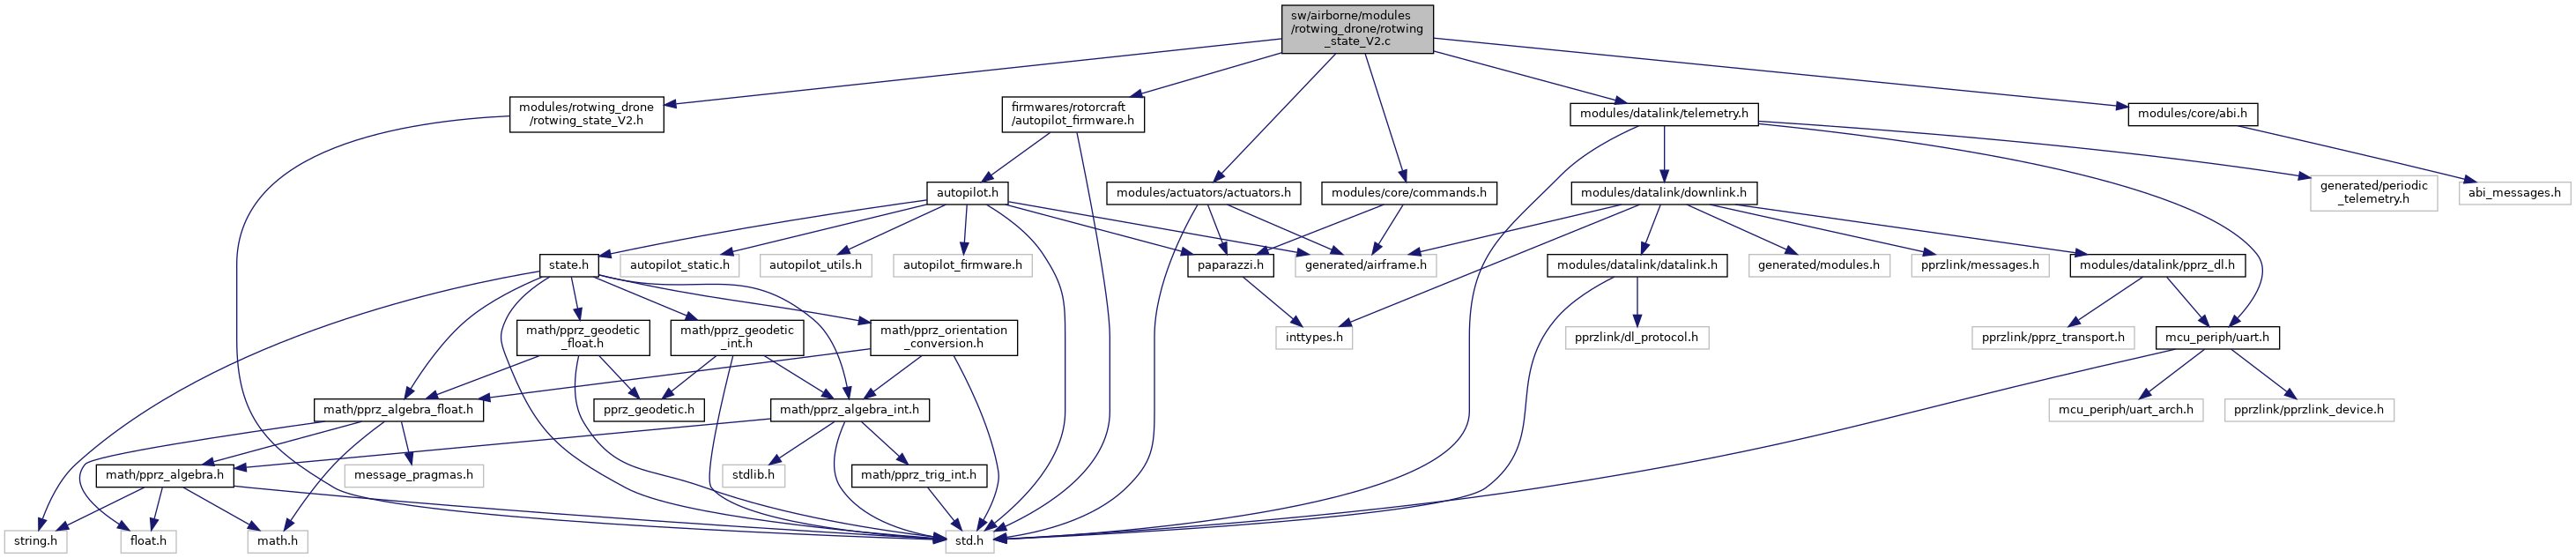 sw/airborne/modules
/rotwing_drone/rotwing
_state_V2.c
modules/rotwing_drone
/rotwing_state_V2.h
firmwares/rotorcraft
/autopilot_firmware.h
modules/datalink/telemetry.h
modules/core/abi.h
autopilot.h
modules/actuators/actuators.h
modules/core/commands.h
modules/datalink/downlink.h
generated/periodic
_telemetry.h
abi_messages.h
state.h
autopilot_static.h
autopilot_utils.h
autopilot_firmware.h
paparazzi.h
generated/airframe.h
modules/datalink/datalink.h
generated/modules.h
pprzlink/messages.h
modules/datalink/pprz_dl.h
math/pprz_geodetic
_float.h
math/pprz_geodetic
_int.h
math/pprz_orientation
_conversion.h
inttypes.h
pprzlink/dl_protocol.h
pprzlink/pprz_transport.h
mcu_periph/uart.h
math/pprz_algebra_float.h
pprz_geodetic.h
math/pprz_algebra_int.h
mcu_periph/uart_arch.h
pprzlink/pprzlink_device.h
math/pprz_algebra.h
message_pragmas.h
stdlib.h
math/pprz_trig_int.h
string.h
float.h
math.h
std.h